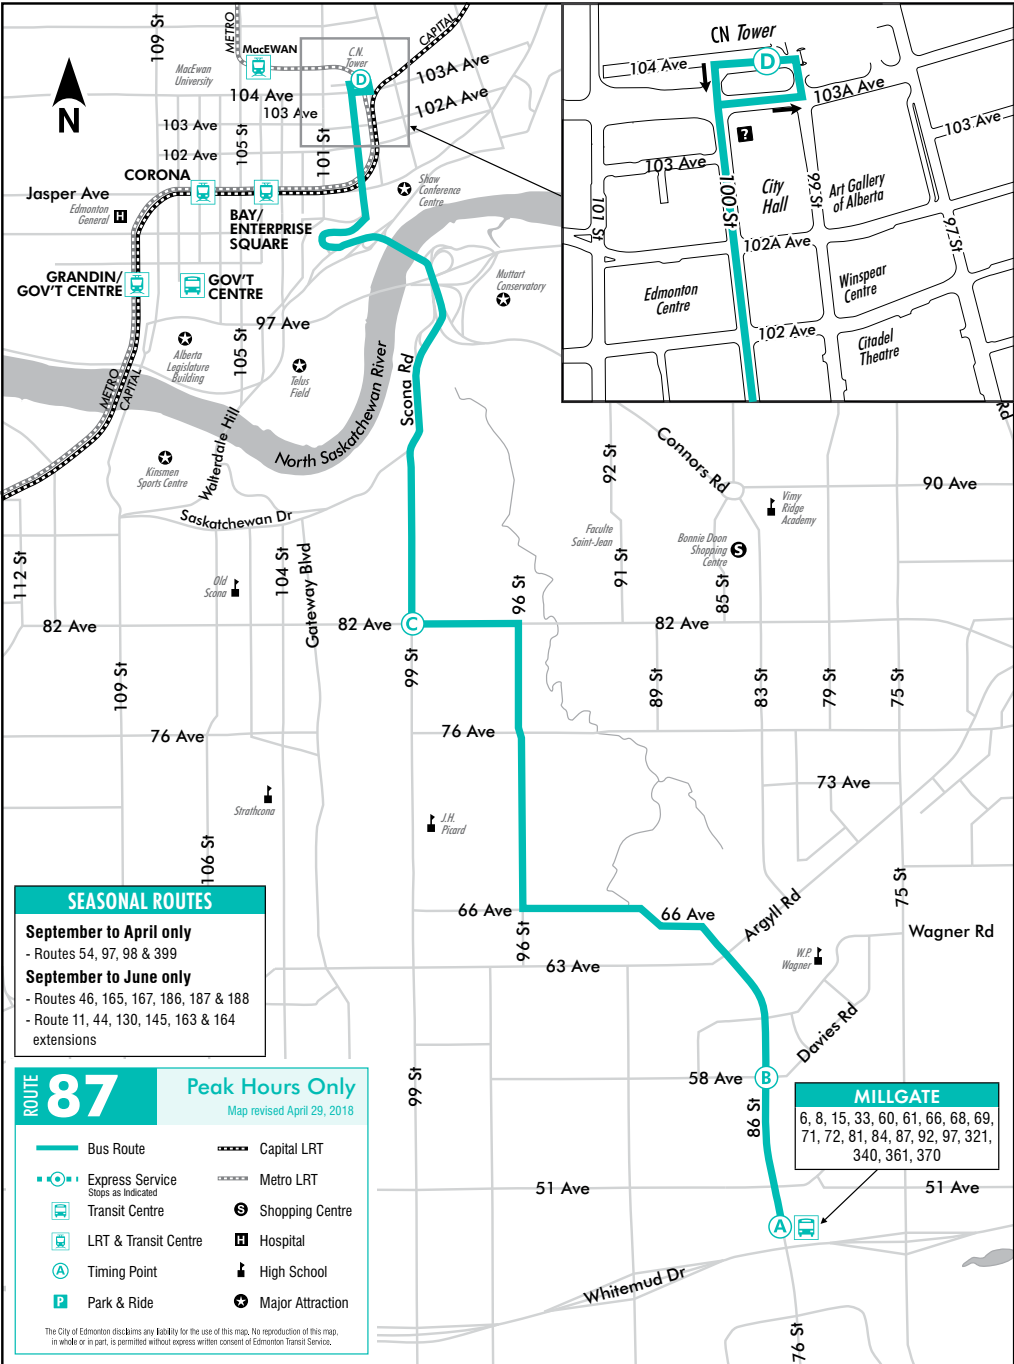 109 St
METRO
MacEWAN
C.N.
Tower
CAPITAL
MacEwan
University
D
103A Ave
104 Ave
102A Ave
103 Ave
103 Ave
105 St
101 St
102 Ave
N
CORONA
Jasper Ave
Edmonton
General
H
Shaw
Conference
Centre
BAY/
ENTERPRISE
SQUARE
GRANDIN/
GOV'T CENTRE
GOV'T
CENTRE
Muttart
Conservatory
97 Ave
105 St
Alberta
Legislature
Building
Telus
Field
METRO
CAPITAL
Scona Rd
North Saskatchewan River
Walterdale Hill
Kinsmen
Sports Centre
Saskatchewan Dr
CN Tower
D
104 Ave
103A Ave
103 Ave
?
103 Ave
City
Hall
100 St
99 St
Art Gallery
of Alberta
101 St
97 St
102A Ave
Edmonton
Centre
Winspear
Centre
102 Ave
Citadel
Theatre
Rd
92 St
Connors Rd
90 Ave
Vimy
Ridge
Academy
Faculte
Saint-Jean
Bonnie Doon
Shopping
Centre
S
91 St
85 St
112 St
Old
Scona
104 St
Gateway Blvd
96 St
82 Ave
82 Ave
C
82 Ave
109 St
99 St
89 St
83 St
79 St
75 St
76 Ave
76 Ave
73 Ave
Strathcona
J.H.
Picard
106 St
75 St
66 Ave
66 Ave
Argyll Rd
96 St
W.P.
Wagner
Wagner Rd
63 Ave
Davies Rd
99 St
58 Ave
B
86 St
51 Ave
51 Ave
A
Whitemud Dr
76 St
SEASONAL ROUTES
September to April only
- Routes 54, 97, 98 & 399
September to June only
- Routes 46, 165, 167, 186, 187 & 188
- Route 11, 44, 130, 145, 163 & 164
extensions
MILLGATE
6, 8, 15, 33, 60, 61, 66, 68, 69,
71, 72, 81, 84, 87, 92, 97, 321,
340, 361, 370
ROUTE 87
Peak Hours Only
Map revised April 29, 2018
Bus Route
Capital LRT
Express Service
Stops as Indicated
Metro LRT
Transit Centre
S Shopping Centre
LRT & Transit Centre
H Hospital
A Timing Point
High School
P Park & Ride
Major Attraction
The City of Edmonton disclaims any liability for the use of this map. No reproduction of this map,
in whole or in part, is permitted without express written consent of Edmonton Transit Service.